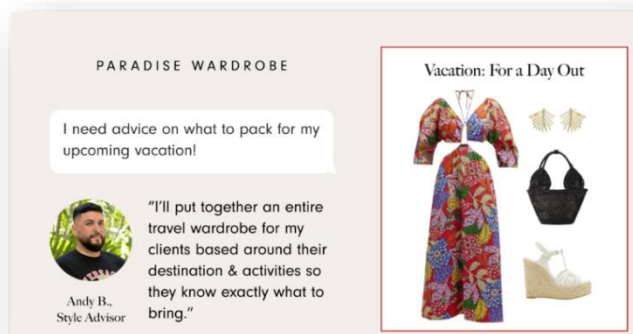 PARADISE WARDROBE
I need advice on what to pack for my
upcoming vacation!
“I’ll put together an entire
travel wardrobe for my
clients based around their
destination & activities so
they know exactly what to
bring.”
Andy B.,
Style Advisor
Vacation: For a Day Out